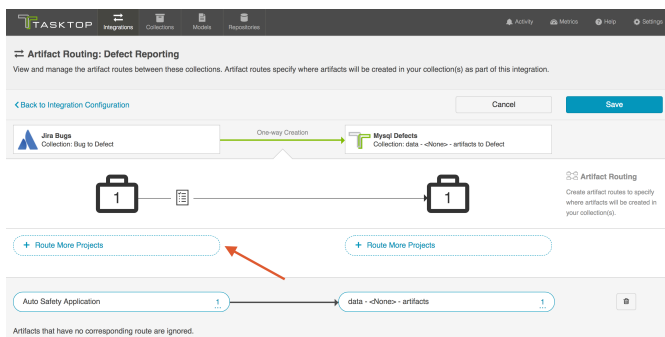 TASKTOP
Integrations
Collections
Models
Repositories
Activity
Metrics
Help
Settings
Artifact Routing: Defect Reporting
View and manage the artifact routes between these collections. Artifact routes specify where artifacts will be created in your collection(s) as part of this integration.
Back to Integration Configuration
Cancel
Save
Jira Bugs
Collection: Bug to Defect
One-way Creation
Mysql Defects
Collection: data - <None> - artifacts to Defect
1
1
Artifact Routing
Create artifact routes to specify
where artifacts will be created in
your collection(s).
+ Route More Projects
+ Route More Projects
Auto Safety Application
1
...
data - <None> - artifacts
1
...
Artifacts that have no corresponding route are ignored.